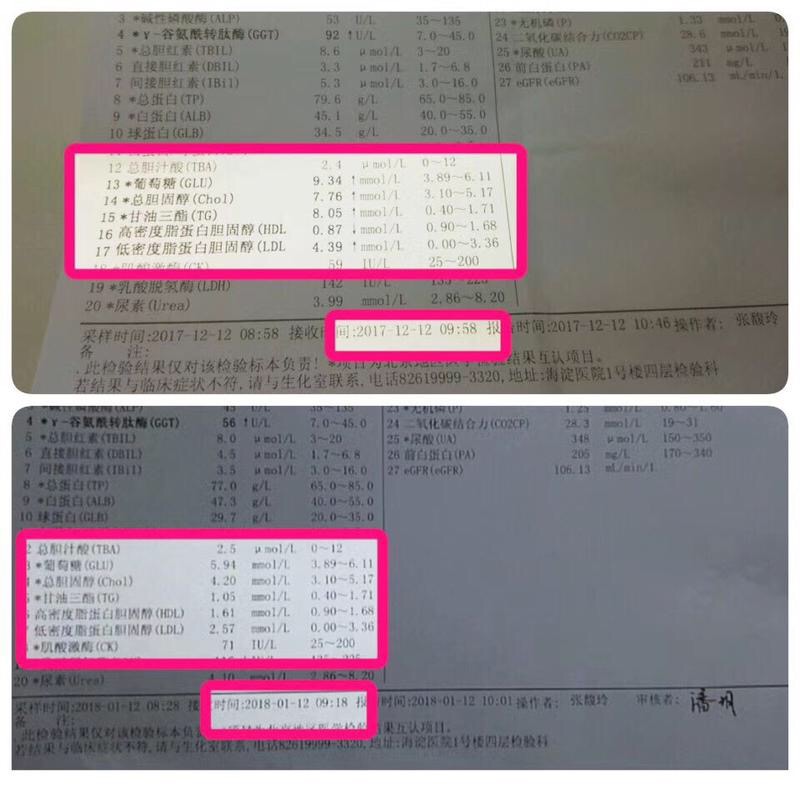 3 *碱性磷酸酶(ALP) 53 U/L 35~135
4 *γ-谷氨酰转肽酶(GGT) 92 ↑U/L 7.0~45.0
5 *总胆红素(TBIL) 8.6 μmol/L 3~20
6 直接胆红素(DBIL) 3.3 μmol/L 1.7~6.8
7 间接胆红素(IBil) 5.3 μmol/L 3.0~16.0
8 *总蛋白(TP) 79.6 g/L 65.0~85.0
9 *白蛋白(ALB) 45.1 g/L 40.0~55.0
10 球蛋白(GLB) 34.5 g/L 20.0~35.0
12 总胆汁酸(TBA) 2.4 μmol/L 0~12
13 *葡萄糖(GLU) 9.34 ↑mmol/L 3.89~6.11
14 *总胆固醇(Chol) 7.76 ↑mmol/L 3.10~5.17
15 *甘油三酯(TG) 8.05 ↑mmol/L 0.40~1.71
16 高密度脂蛋白胆固醇(HDL 0.87 ↓mmol/L 0.90~1.68
17 低密度脂蛋白胆固醇(LDL 4.39 ↑mmol/L 0.00~3.36
18 *肌酸激酶(CK) 59 IU/L 25~200
19 *乳酸脱氢酶(LDH) 142 IU/L 135~225
20 *尿素(Urea) 3.99 mmol/L 2.86~8.20
23 *无机磷(P) 1.33 mmol/L
24 二氧化碳结合力(CO2CP) 28.6 mmol/L
25 *尿酸(UA) 343 μmol/L
26 前白蛋白(PA) 211 mg/L
27 eGFR(eGFR) 106.13 mL/min/1
采样时间:2017-12-12 08:58 接收时间:2017-12-12 09:58 报告时间:2017-12-12 10:46 操作者: 张馥玲
备 注:
.此检验结果仅对该检验标本负责! *项目为北京地区医学检验结果互认项目。
若结果与临床症状不符,请与生化室联系,电话82619999-3320,地址:海淀医院1号楼四层检验科
3 *碱性磷酸酶(ALP) 45 U/L 35~135
4 *γ-谷氨酰转肽酶(GGT) 56 ↑U/L 7.0~45.0
5 *总胆红素(TBIL) 8.0 μmol/L 3~20
6 直接胆红素(DBIL) 4.5 μmol/L 1.7~6.8
7 间接胆红素(IBil) 3.5 μmol/L 3.0~16.0
8 *总蛋白(TP) 77.0 g/L 65.0~85.0
9 *白蛋白(ALB) 47.3 g/L 40.0~55.0
10 球蛋白(GLB) 29.7 g/L 20.0~35.0
2 总胆汁酸(TBA) 2.5 μmol/L 0~12
3 *葡萄糖(GLU) 5.94 mmol/L 3.89~6.11
*总胆固醇(Chol) 4.20 mmol/L 3.10~5.17
*甘油三酯(TG) 1.05 mmol/L 0.40~1.71
高密度脂蛋白胆固醇(HDL) 1.61 mmol/L 0.90~1.68
低密度脂蛋白胆固醇(LDL) 2.57 mmol/L 0.00~3.36
*肌酸激酶(CK) 71 IU/L 25~200
20 *尿素(Urea) 4.10 mmol/L 2.86~8.20
23 *无机磷(P) 1.25 mmol/L
24 二氧化碳结合力(CO2CP) 28.3 mmol/L 19~31
25 *尿酸(UA) 348 μmol/L 150~350
26 前白蛋白(PA) 205 mg/L 170~340
27 eGFR(eGFR) 106.13 mL/min/1.
采样时间:2018-01-12 08:28 接收时间:2018-01-12 09:18 报 时间:2018-01-12 10:01 操作者: 张馥玲 审核者:
备 注:
.此检验结果仅对该检验标本负责 *项目为北京 结果互认项目。
若结果与临床症状不符,请与生化室联系,电话82619999-3320,地址:海淀医院1号楼四层检验科